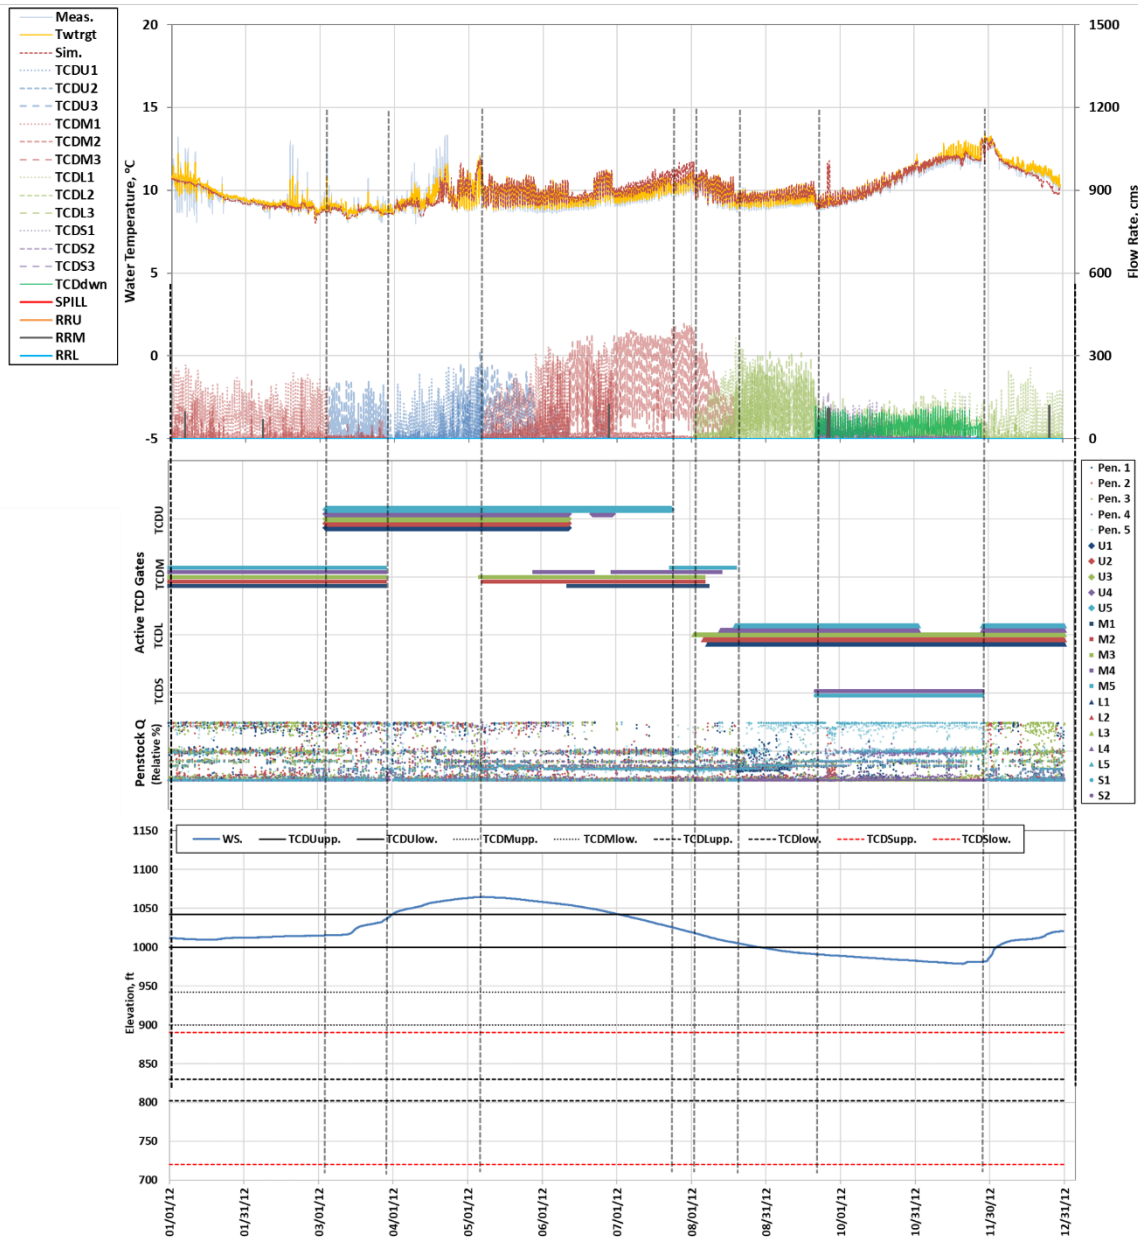 Meas.
Twtrgt
Sim.
TCDU1
TCDU2
TCDU3
TCDM1
TCDM2
TCDM3
TCDL1
TCDL2
TCDL3
TCDS1
TCDS2
TCDS3
TCDdwn
SPILL
RRU
RRM
RRL
Water Temperature, °C
20
15
10
5
0
-5
1500
1200
900
600
300
0
Flow Rate, cms
Active TCD Gates
TCDU
TCDM
TCDL
TCDS
Penstock Q
(Relative %)
Pen. 1
Pen. 2
Pen. 3
Pen. 4
Pen. 5
U1
U2
U3
U4
U5
M1
M2
M3
M4
M5
L1
L2
L3
L4
L5
S1
S2
WS.
TCDUupp.
TCDUlow.
TCDMupp.
TCDMlow.
TCDLupp.
TCDlow.
TCDSupp.
TCDSlow.
Elevation, ft
1150
1100
1050
1000
950
900
850
800
750
700
01/01/12
01/31/12
03/01/12
04/01/12
05/01/12
06/01/12
07/01/12
08/01/12
08/31/12
10/01/12
10/31/12
11/30/12
12/31/12